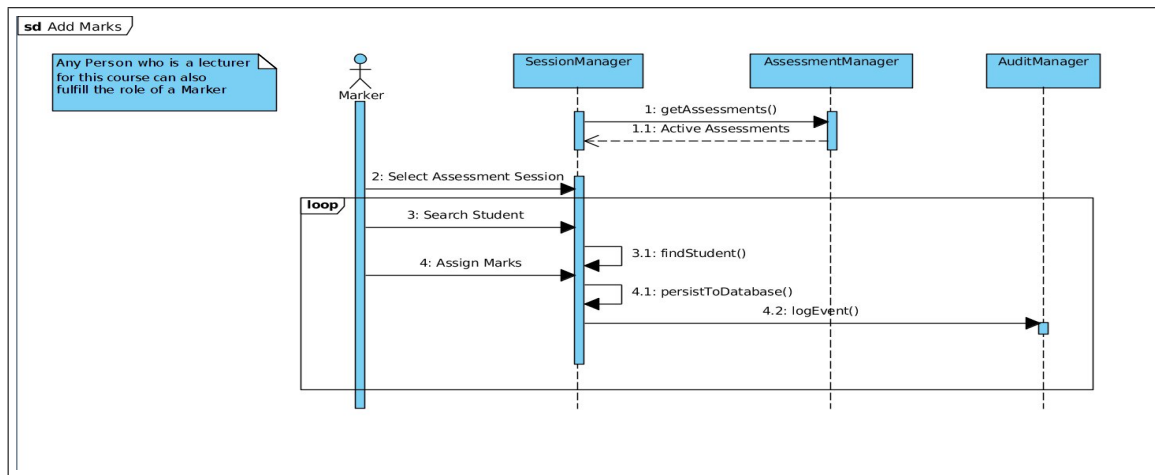 sd Add Marks
Any Person who is a lecturer
for this course can also
fulfill the role of a Marker
Marker
SessionManager
AssessmentManager
AuditManager
1: getAssessments()
1.1: Active Assessments
2: Select Assessment Session
loop
3: Search Student
3.1: findStudent()
4: Assign Marks
4.1: persistToDatabase()
4.2: logEvent()